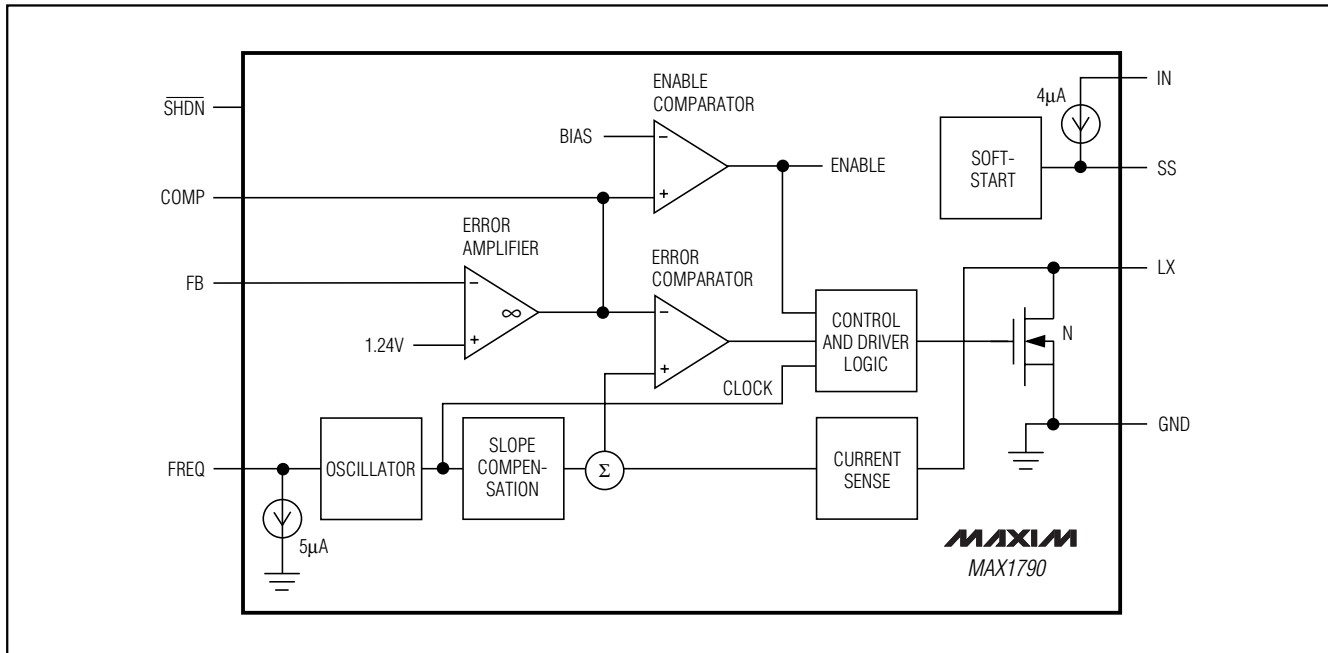 SHDN
ENABLE
COMPARATOR
IN
4µA
BIAS
−
+
ENABLE
SOFT-
START
SS
COMP
ERROR
AMPLIFIER
ERROR
COMPARATOR
LX
FB
−
∞
+
1.24V
−
+
CONTROL
AND DRIVER
LOGIC
N
CLOCK
GND
FREQ
OSCILLATOR
SLOPE
COMPEN-
SATION
Σ
CURRENT
SENSE
5µA
MAXIM
MAX1790